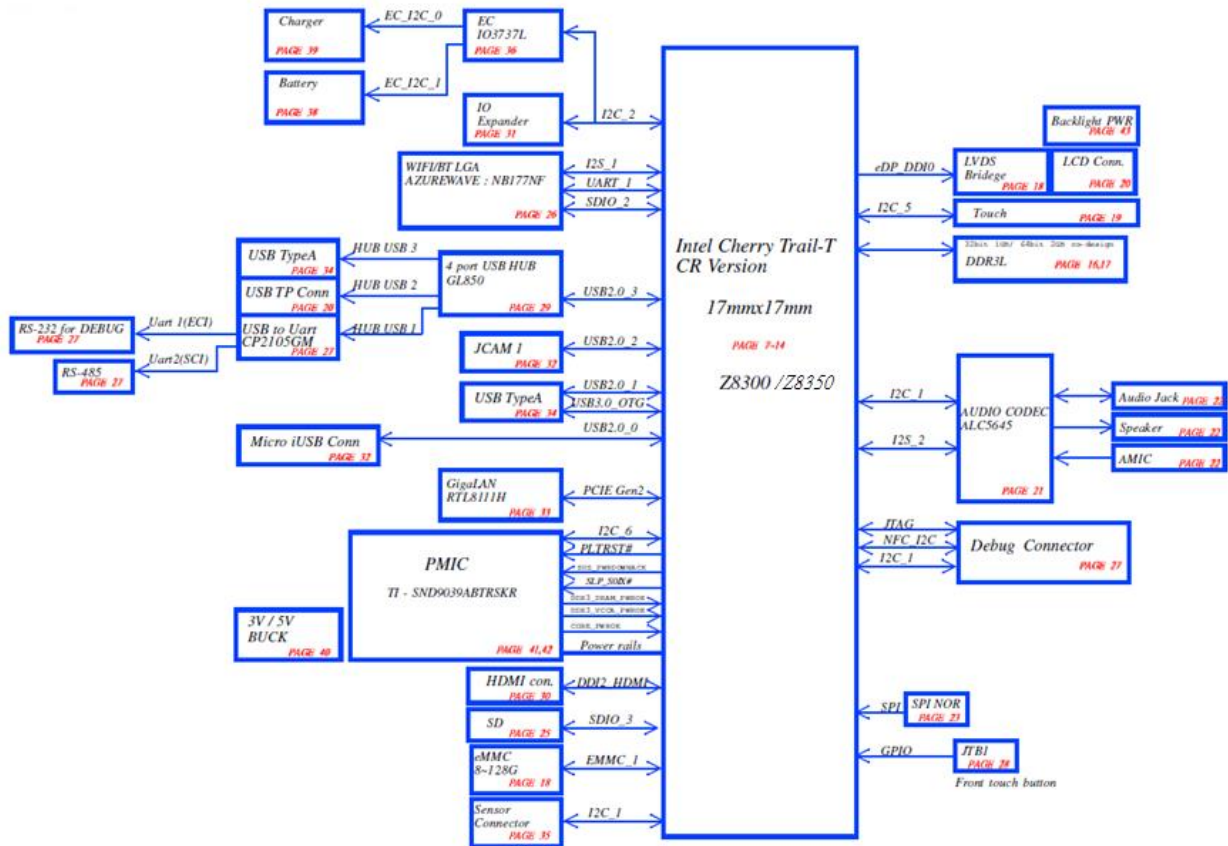 Charger
PAGE 39
EC_I2C_0
EC
IO3737L
PAGE 36
Battery
PAGE 38
EC_I2C_1
IO
Expander
PAGE 31
I2C_2
WIFI/BT LGA
AZUREWAVE : NB177NF
PAGE 26
I2S_1
UART_1
SDIO_2
USB TypeA
PAGE 34
HUB USB 3
USB TP Conn
PAGE 20
HUB USB 2
USB to Uart
CP2105GM
PAGE 27
HUB USB 1
4 port USB HUB
GL850
PAGE 29
USB2.0_3
RS-232 for DEBUG
PAGE 27
Uart 1(ECI)
RS-485
PAGE 27
Uart2(SCI)
JCAM 1
PAGE 32
USB2.0_2
USB TypeA
PAGE 34
USB2.0_1
USB3.0_OTG
Micro iUSB Conn
PAGE 32
USB2.0_0
GigaLAN
RTL8111H
PAGE 33
PCIE Gen2
PMIC
TI - SND9039ABTRSKR
PAGE 41,42
I2C_6
PLTRST#
SUS_PWRDOWNACK
SLP_S0IX#
DDR3_DRAM_PWROK
DDR3_VCCA_PWROK
CORE_PWROK
Power rails
3V / 5V
BUCK
PAGE 40
HDMI con.
PAGE 30
DDI2_HDMI
SD
PAGE 25
SDIO_3
eMMC
8~128G
PAGE 18
EMMC_1
Sensor
Connector
PAGE 35
I2C_1
Intel Cherry Trail-T
CR Version
17mmx17mm
PAGE 7-14
Z8300 /Z8350
Backlight PWR
PAGE 43
eDP_DDI0
LVDS
Bridege
PAGE 18
LCD Conn.
PAGE 20
I2C_5
Touch
PAGE 19
32bit 1GB/ 64bit 2GB co-design
DDR3L
PAGE 16,17
I2C_1
I2S_2
AUDIO CODEC
ALC5645
PAGE 21
Audio Jack
PAGE 22
Speaker
PAGE 22
AMIC
PAGE 22
JTAG
NFC_I2C
I2C_1
Debug Connector
PAGE 27
SPI
SPI NOR
PAGE 23
GPIO
JTB1
PAGE 28
Front touch button